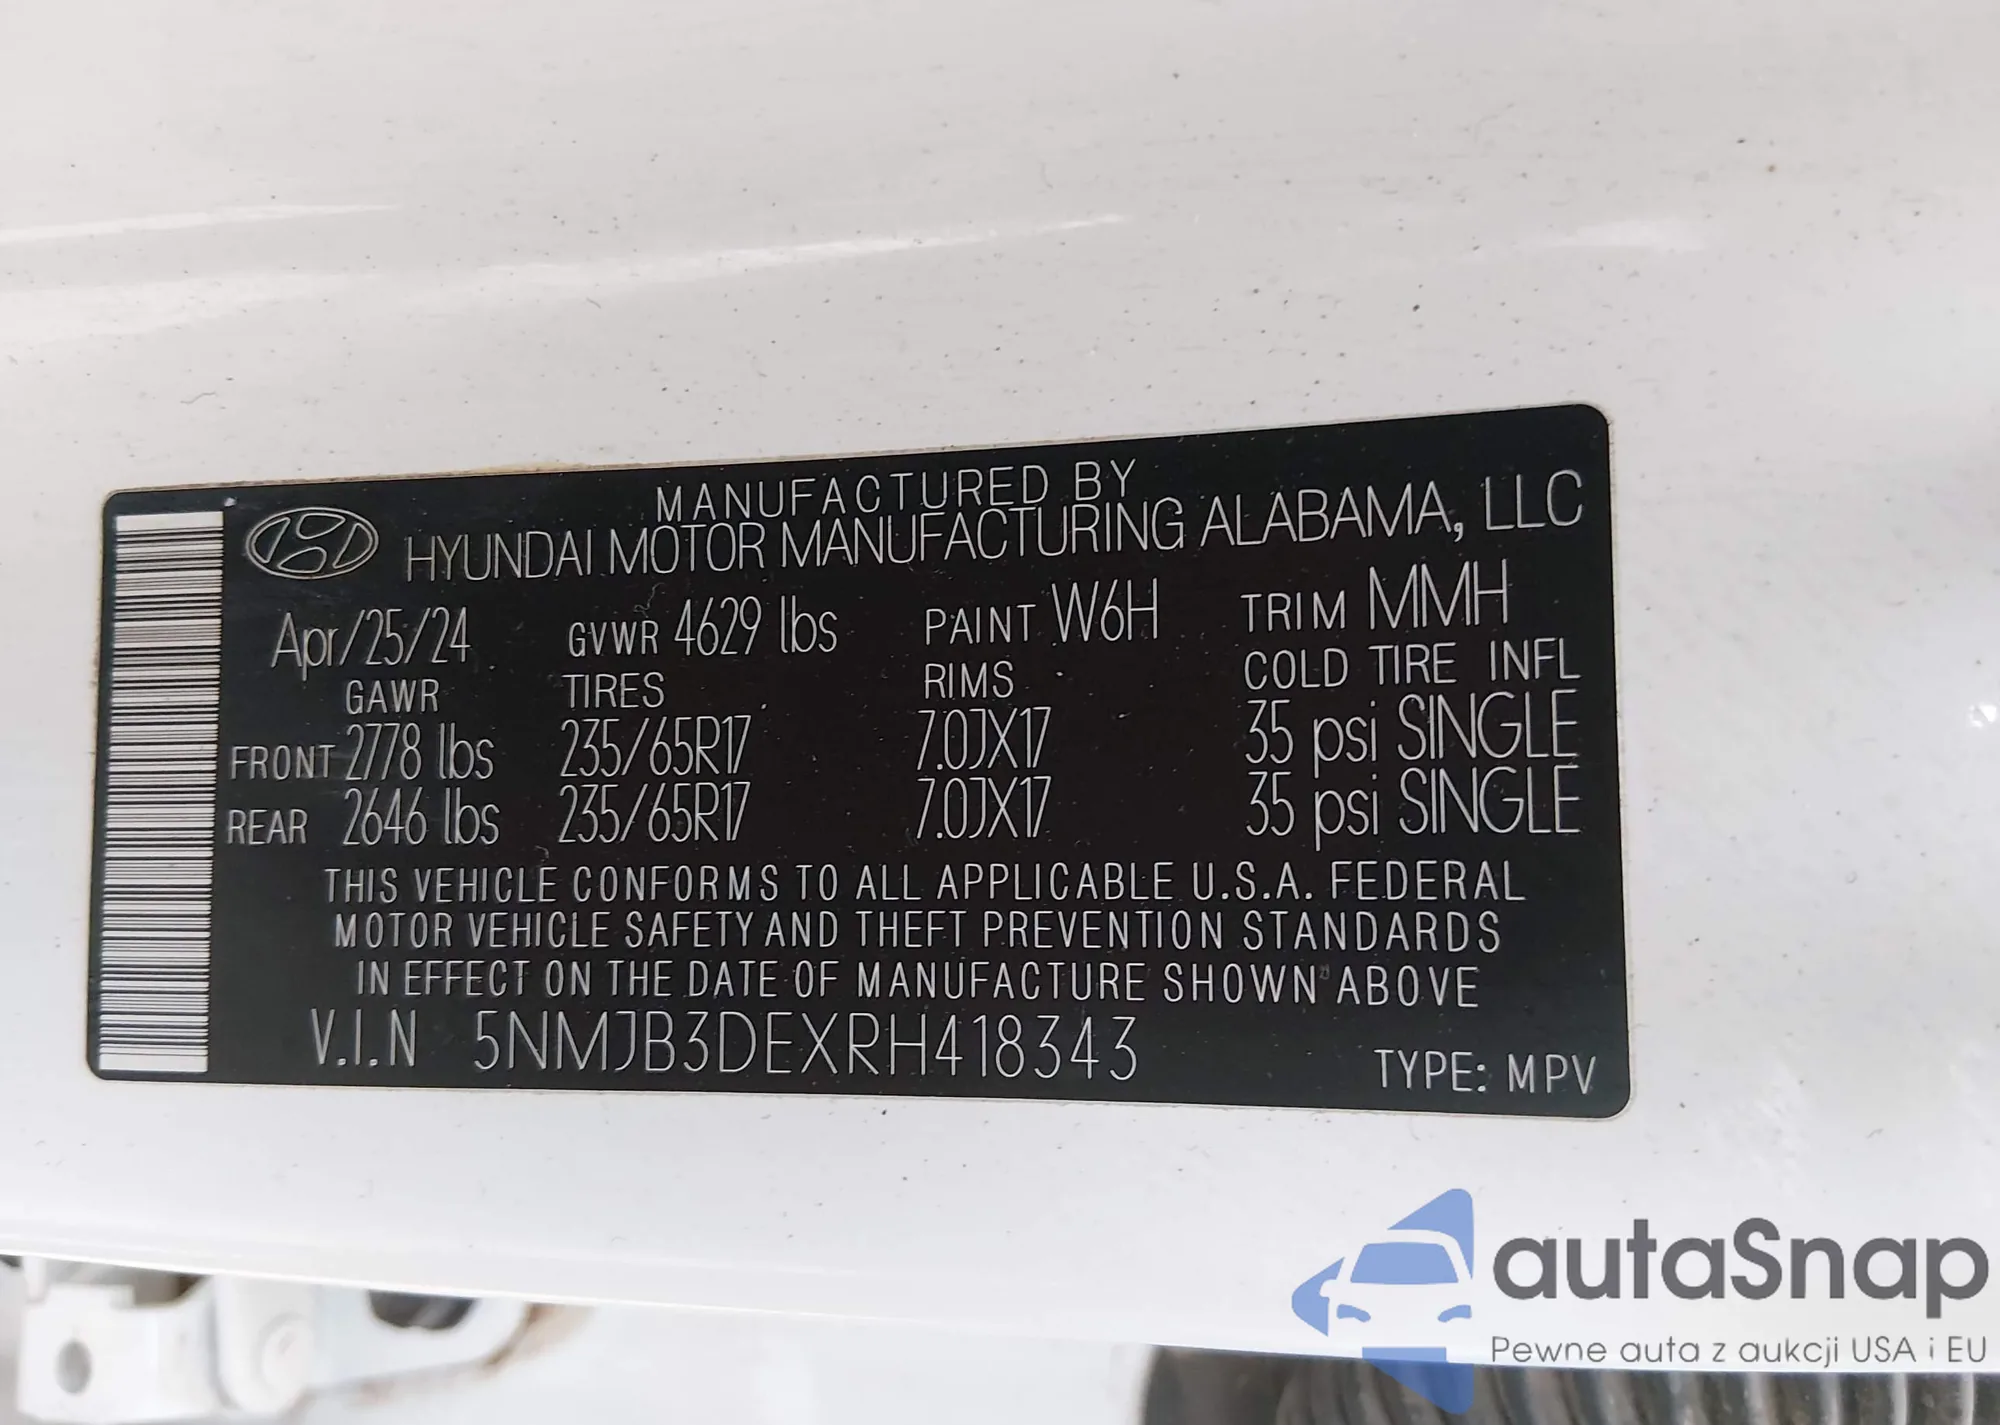 MANUFACTURED BY
HYUNDAI MOTOR MANUFACTURING ALABAMA, LLC
Apr/25/24 GVWR 4629 lbs PAINT W6H TRIM MMH
GAWR TIRES RIMS COLD TIRE INFL
FRONT 2778 lbs 235/65R17 7.0JX17 35 psi SINGLE
REAR 2646 lbs 235/65R17 7.0JX17 35 psi SINGLE
THIS VEHICLE CONFORMS TO ALL APPLICABLE U.S.A. FEDERAL
MOTOR VEHICLE SAFETY AND THEFT PREVENTION STANDARDS
IN EFFECT ON THE DATE OF MANUFACTURE SHOWN ABOVE
V.I.N 5NMJB3DEXRH418343 TYPE: MPV
autaSnap
Pewne auta z aukcji USA i EU